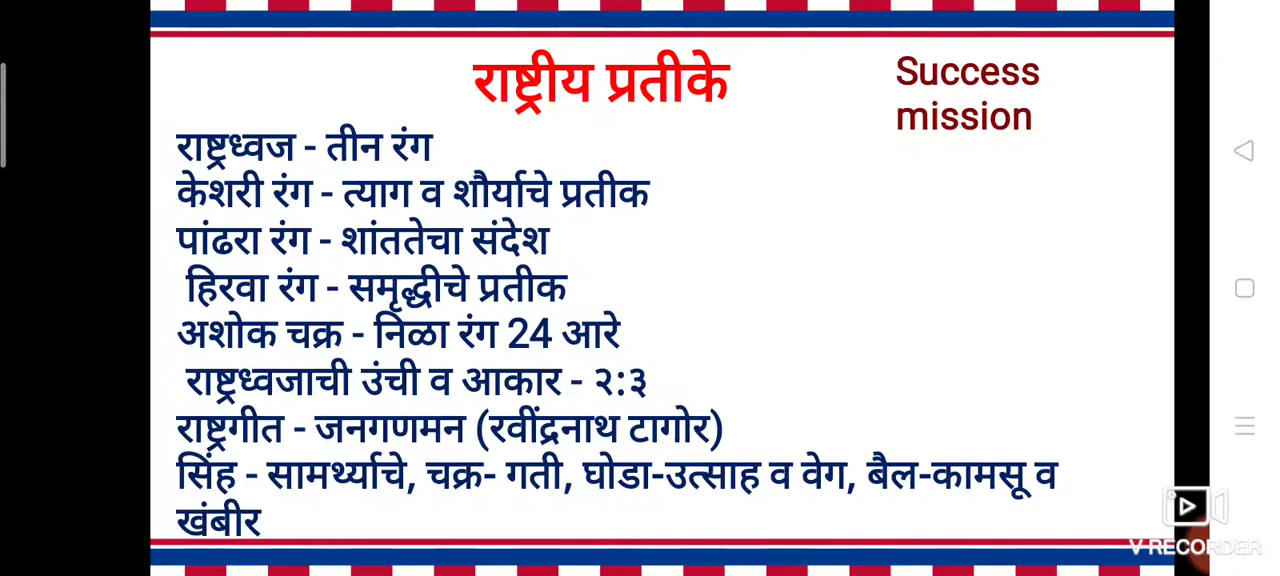 राष्ट्रीय प्रतीके
Success
mission
राष्ट्रध्वज - तीन रंग
केशरी रंग - त्याग व शौर्याचे प्रतीक
पांढरा रंग - शांततेचा संदेश
हिरवा रंग - समृद्धीचे प्रतीक
अशोक चक्र - निळा रंग 24 आरे
राष्ट्रध्वजाची उंची व आकार - २:३
राष्ट्रगीत - जनगणमन (रवींद्रनाथ टागोर)
सिंह - सामर्थ्याचे, चक्र- गती, घोडा-उत्साह व वेग, बैल-कामसू व
खंबीर
V RECORDER